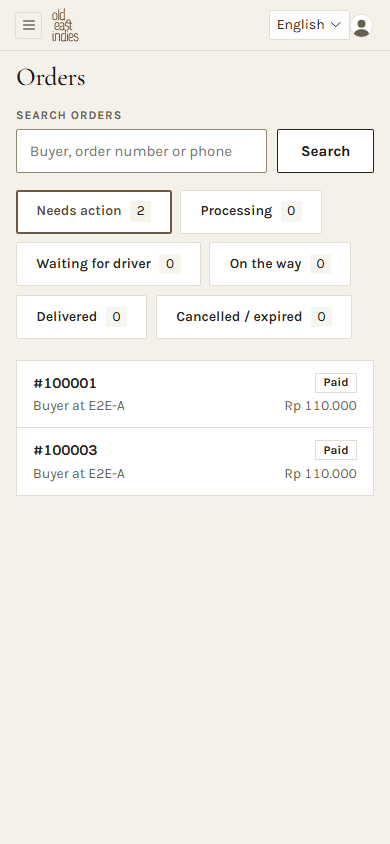 old
east
indies
English
Orders
SEARCH ORDERS
Buyer, order number or phone
Search
Needs action 2
Processing 0
Waiting for driver 0
On the way 0
Delivered 0
Cancelled / expired 0
#100001 Paid
Buyer at E2E-A Rp 110.000
#100003 Paid
Buyer at E2E-A Rp 110.000